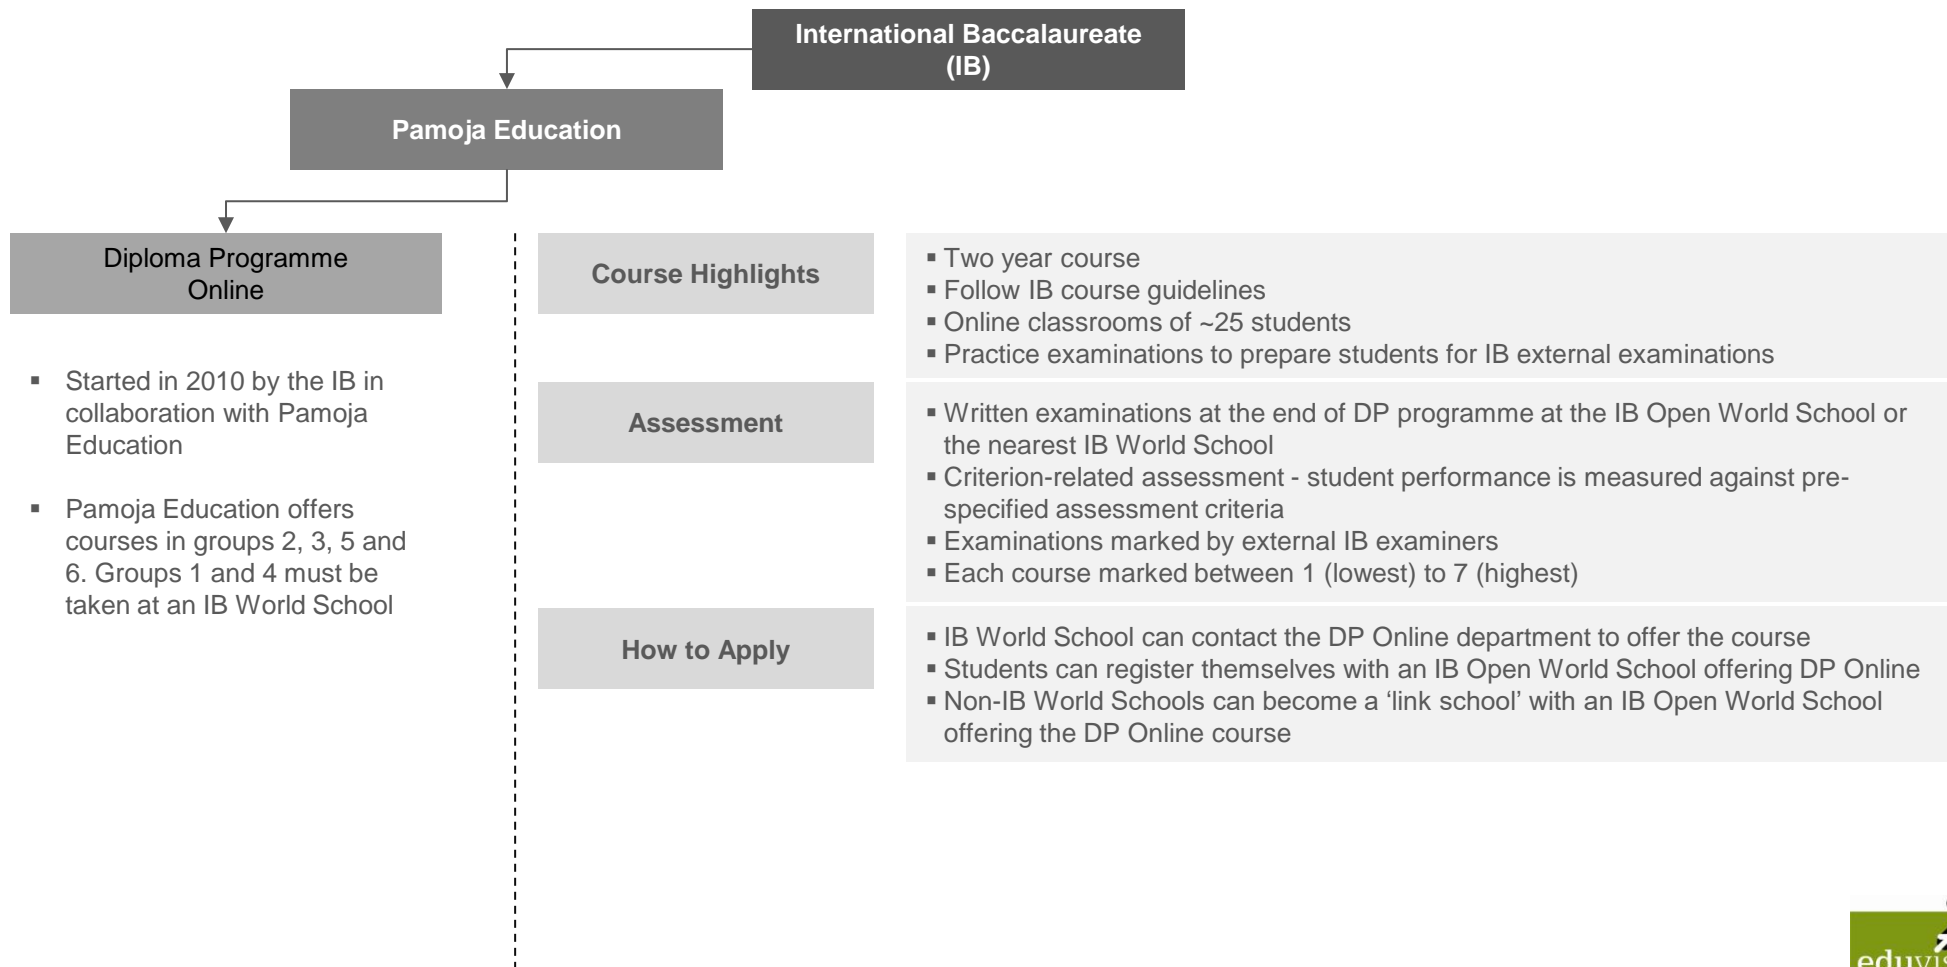 International Baccalaureate
(IB)
Pamoja Education
Diploma Programme
Online
▪ Started in 2010 by the IB in
collaboration with Pamoja
Education
▪ Pamoja Education offers
courses in groups 2, 3, 5 and
6. Groups 1 and 4 must be
taken at an IB World School
Course Highlights
▪ Two year course
▪ Follow IB course guidelines
▪ Online classrooms of ~25 students
▪ Practice examinations to prepare students for IB external examinations
Assessment
▪ Written examinations at the end of DP programme at the IB Open World School or
the nearest IB World School
▪ Criterion-related assessment - student performance is measured against pre-
specified assessment criteria
▪ Examinations marked by external IB examiners
▪ Each course marked between 1 (lowest) to 7 (highest)
How to Apply
▪ IB World School can contact the DP Online department to offer the course
▪ Students can register themselves with an IB Open World School offering DP Online
▪ Non-IB World Schools can become a ‘link school’ with an IB Open World School
offering the DP Online course